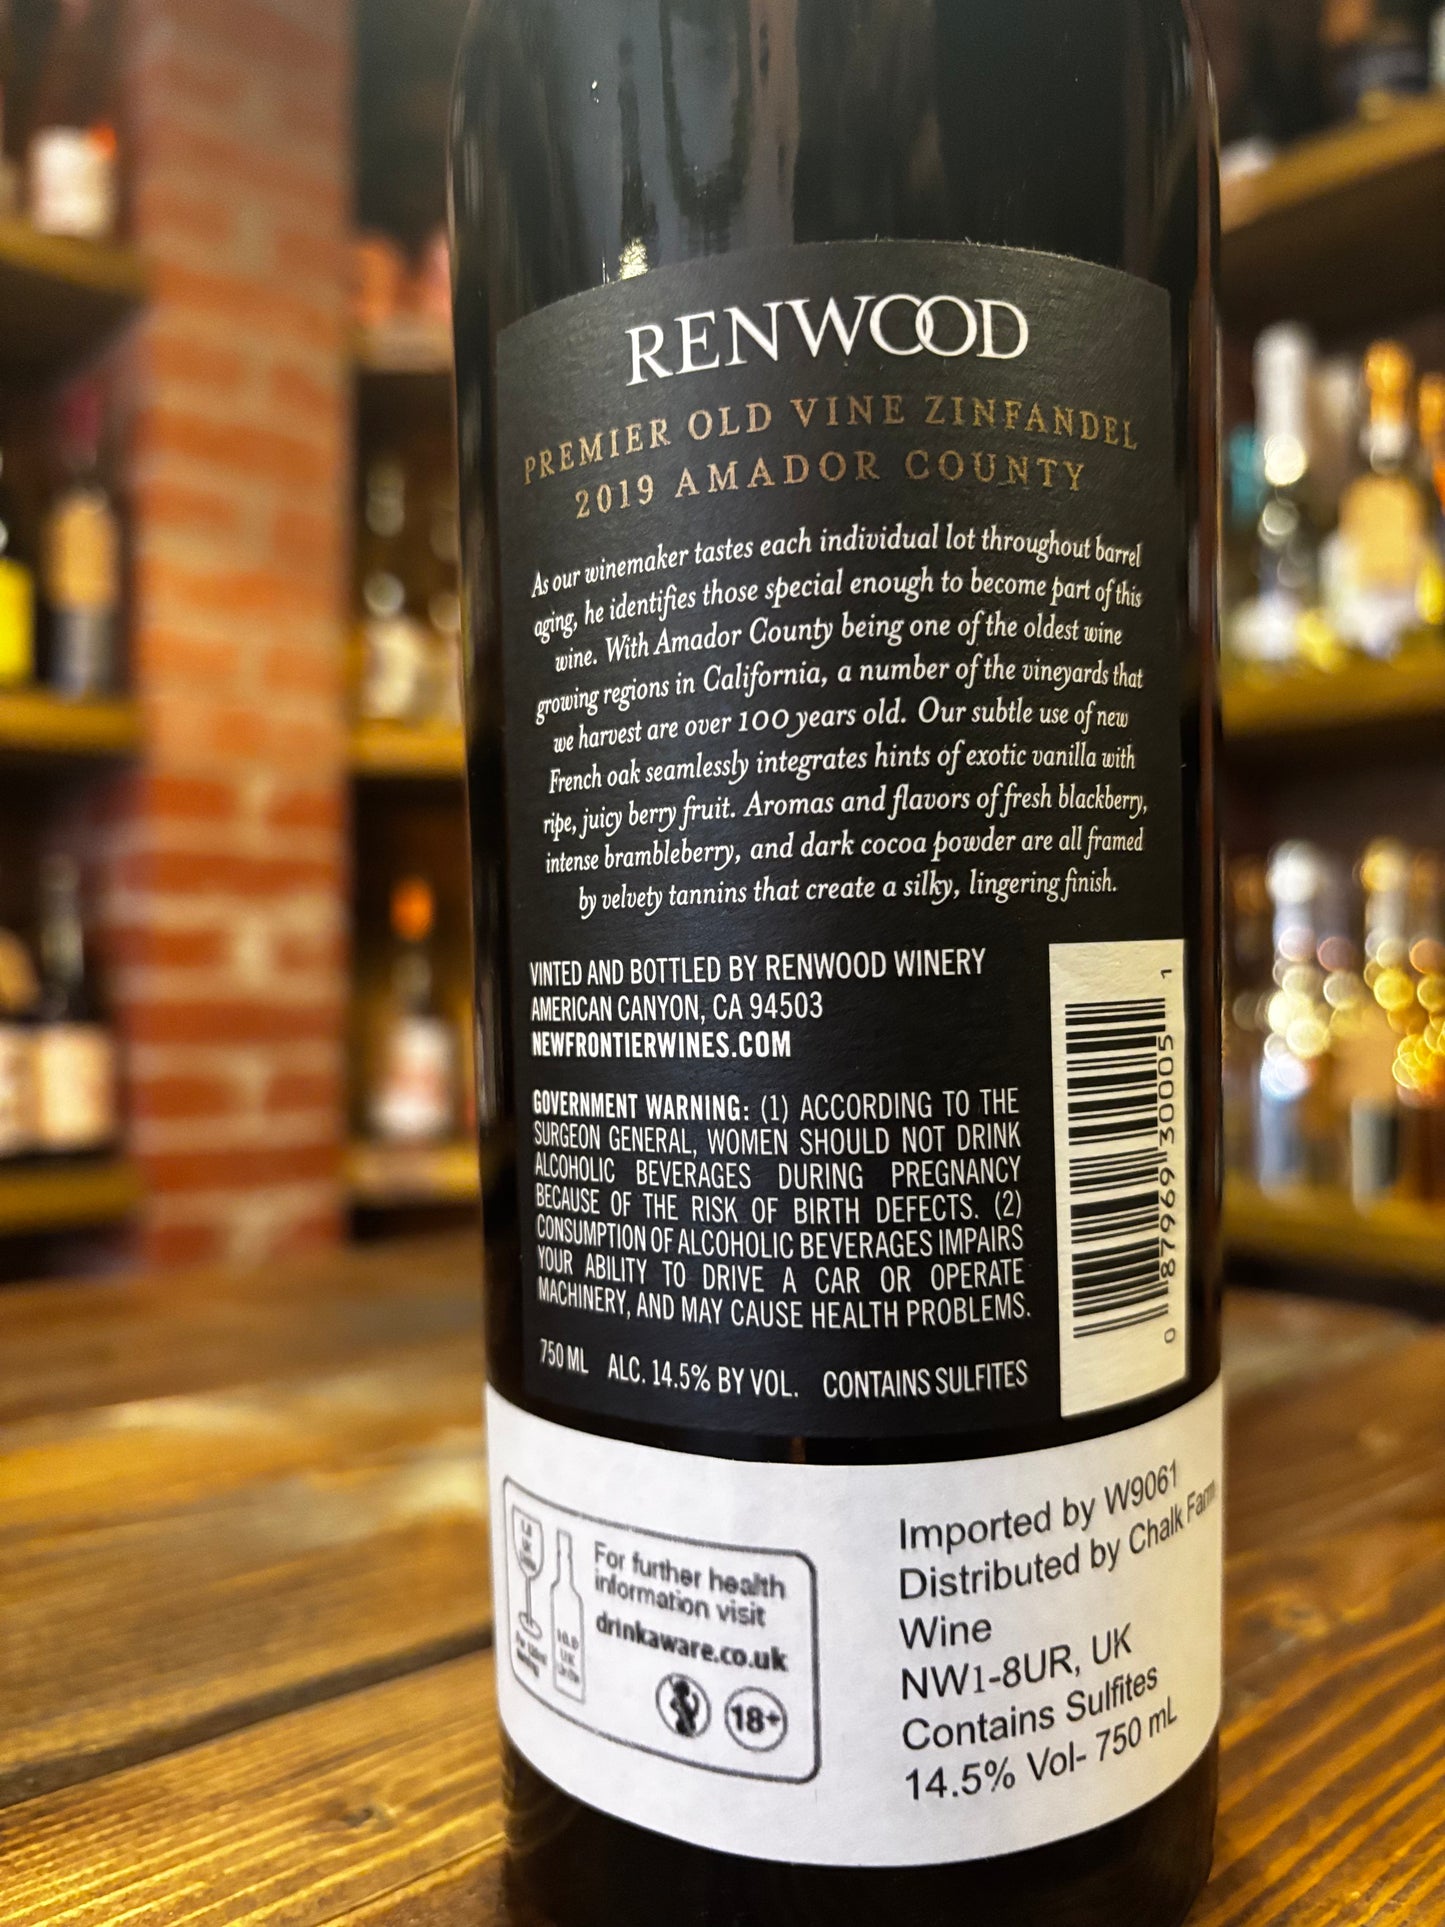 RENWOOD
PREMIER OLD VINE ZINFANDEL
2019 AMADOR COUNTY
As our winemaker tastes each individual lot throughout barrel
aging, he identifies those special enough to become part of this
wine. With Amador County being one of the oldest wine
growing regions in California, a number of the vineyards that
we harvest are over 100 years old. Our subtle use of new
French oak seamlessly integrates hints of exotic vanilla with
ripe, juicy berry fruit. Aromas and flavors of fresh blackberry,
intense brambleberry, and dark cocoa powder are all framed
by velvety tannins that create a silky, lingering finish.
VINTED AND BOTTLED BY RENWOOD WINERY
AMERICAN CANYON, CA 94503
NEWFRONTIERWINES.COM
GOVERNMENT WARNING: (1) ACCORDING TO THE
SURGEON GENERAL, WOMEN SHOULD NOT DRINK
ALCOHOLIC BEVERAGES DURING PREGNANCY
BECAUSE OF THE RISK OF BIRTH DEFECTS. (2)
CONSUMPTION OF ALCOHOLIC BEVERAGES IMPAIRS
YOUR ABILITY TO DRIVE A CAR OR OPERATE
MACHINERY, AND MAY CAUSE HEALTH PROBLEMS.
750 ML ALC. 14.5% BY VOL. CONTAINS SULFITES
0 87969 30005 1
For further health
information visit
drinkaware.co.uk
18+
Imported by W9061
Distributed by Chalk Farm
Wine
NW1-8UR, UK
Contains Sulfites
14.5% Vol- 750 mL